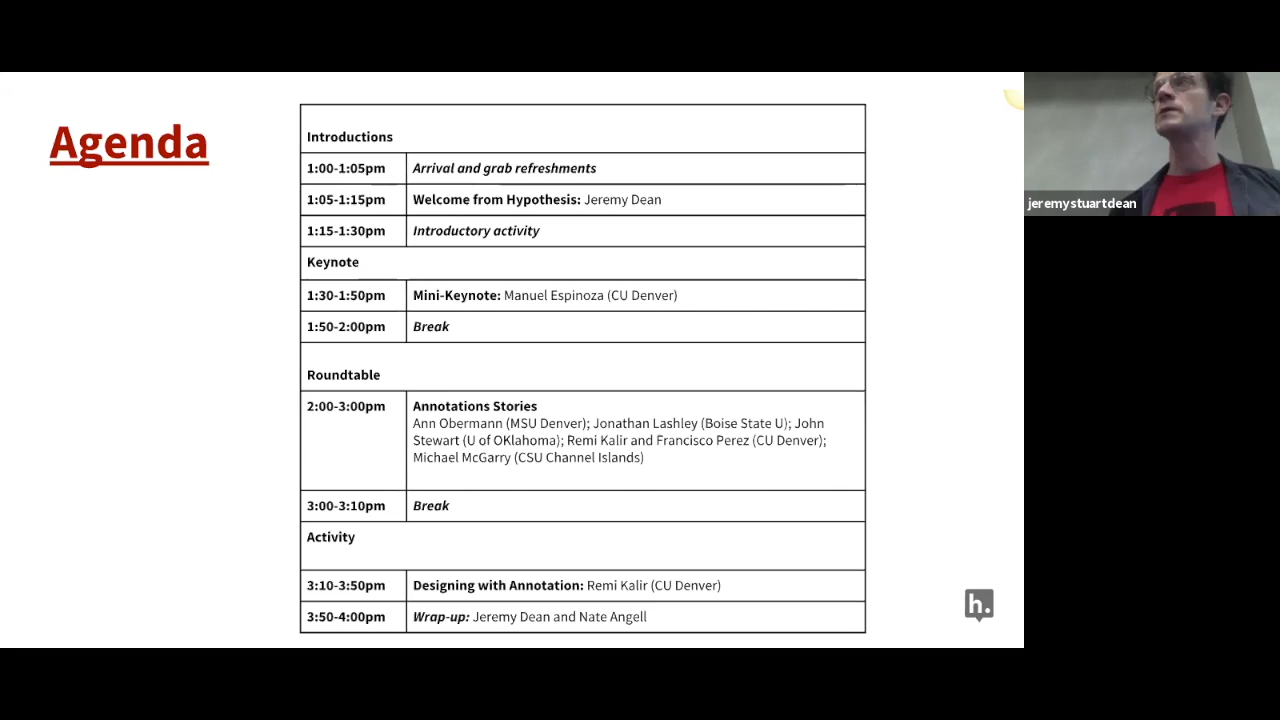 Agenda
Introductions
1:00-1:05pm Arrival and grab refreshments
1:05-1:15pm Welcome from Hypothesis: Jeremy Dean
1:15-1:30pm Introductory activity
Keynote
1:30-1:50pm Mini-Keynote: Manuel Espinoza (CU Denver)
1:50-2:00pm Break
Roundtable
2:00-3:00pm Annotations Stories
Ann Obermann (MSU Denver); Jonathan Lashley (Boise State U); John
Stewart (U of OKlahoma); Remi Kalir and Francisco Perez (CU Denver);
Michael McGarry (CSU Channel Islands)
3:00-3:10pm Break
Activity
3:10-3:50pm Designing with Annotation: Remi Kalir (CU Denver)
3:50-4:00pm Wrap-up: Jeremy Dean and Nate Angell
h.
jeremystuartdean